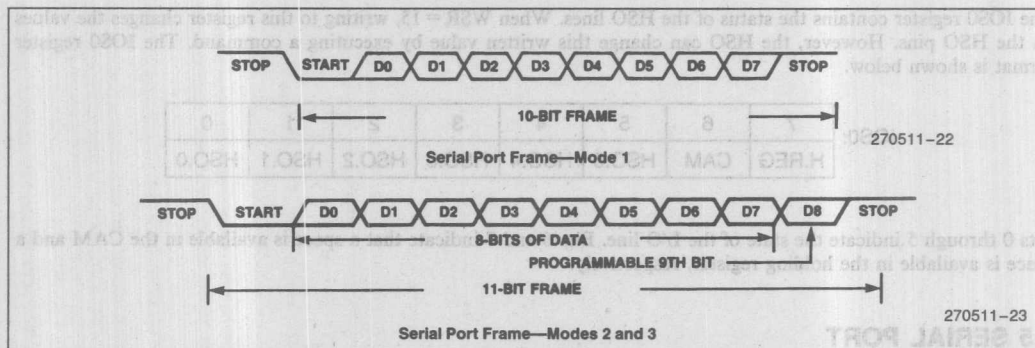 STOP START D0 D1 D2 D3 D4 D5 D6 D7 STOP
10-BIT FRAME
270511–22
Serial Port Frame—Mode 1
STOP START D0 D1 D2 D3 D4 D5 D6 D7 D8 STOP
8-BITS OF DATA
PROGRAMMABLE 9TH BIT
11-BIT FRAME
270511–23
Serial Port Frame—Modes 2 and 3